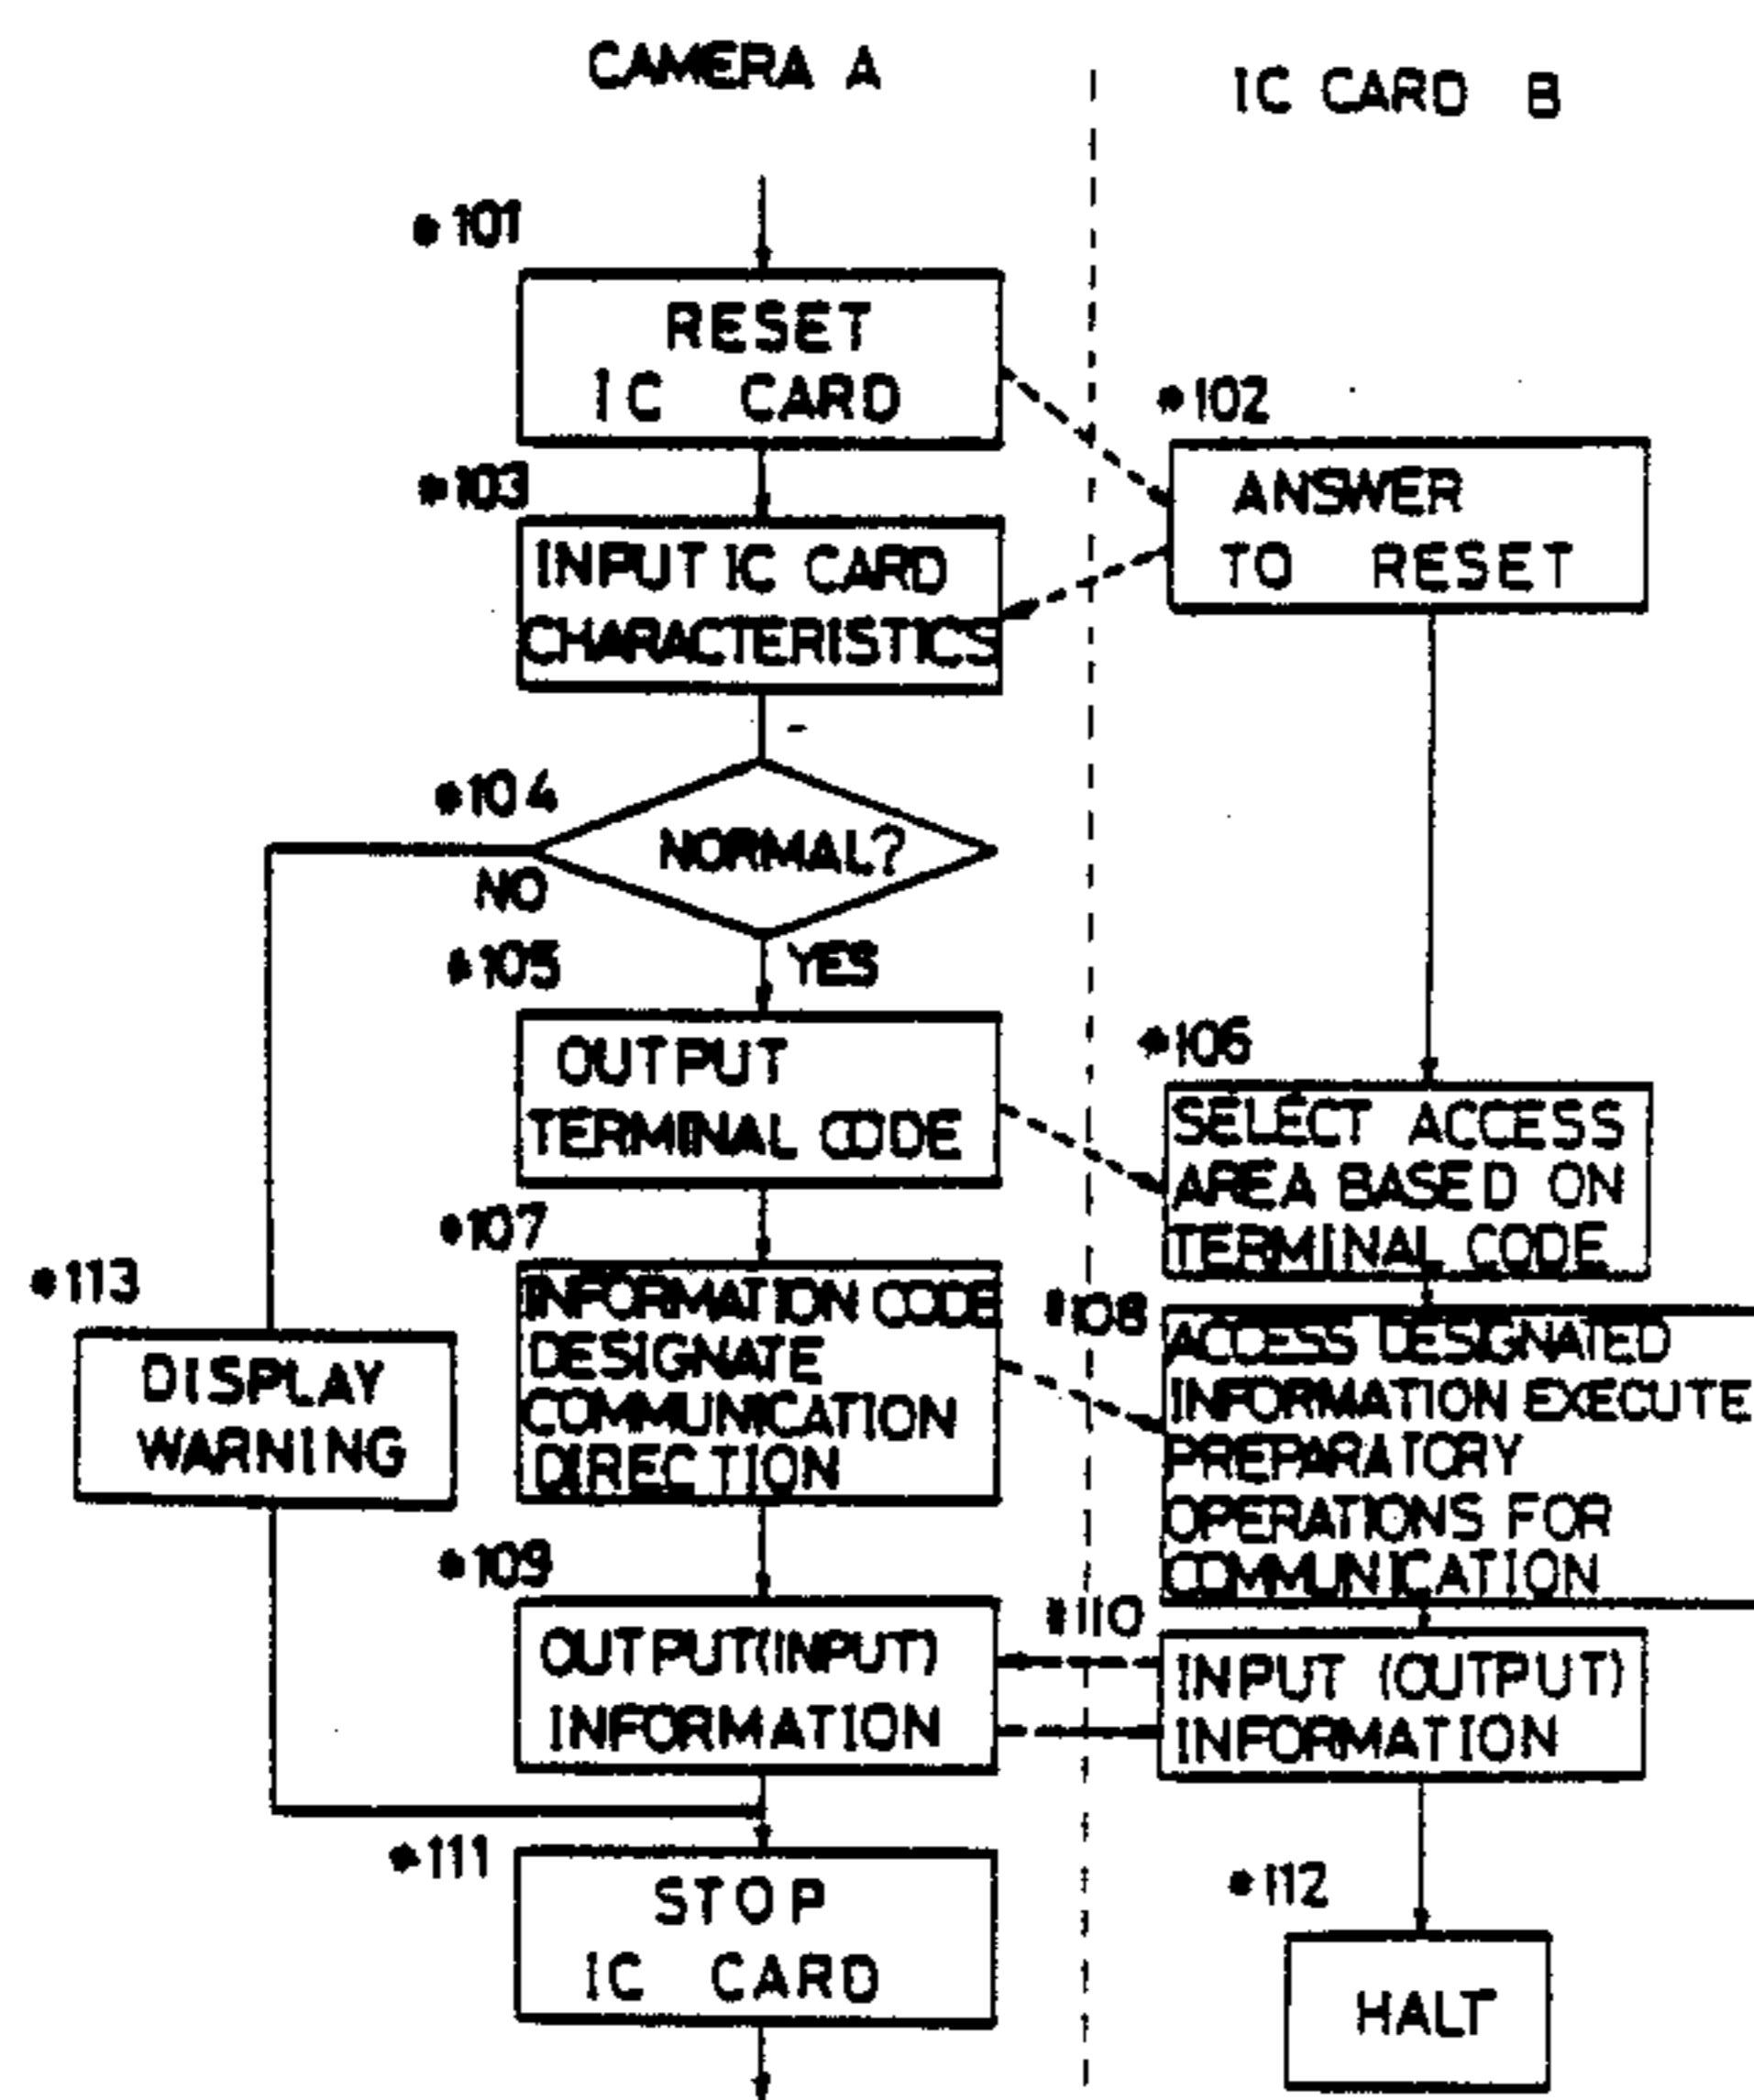 CAMERA A
IC CARD B
#101
RESET
IC CARD
#102
ANSWER
TO RESET
#103
INPUT IC CARD
CHARACTERISTICS
#104
NORMAL?
NO
YES
#105
OUTPUT
TERMINAL CODE
#106
SELECT ACCESS
AREA BASED ON
TERMINAL CODE
#107
INFORMATION CODE
DESIGNATE
COMMUNICATION
DIRECTION
#108
ACCESS DESIGNATED
INFORMATION EXECUTE
PREPARATORY
OPERATIONS FOR
COMMUNICATION
#113
DISPLAY
WARNING
#109
OUTPUT(INPUT)
INFORMATION
#110
INPUT (OUTPUT)
INFORMATION
#111
STOP
IC CARD
#112
HALT